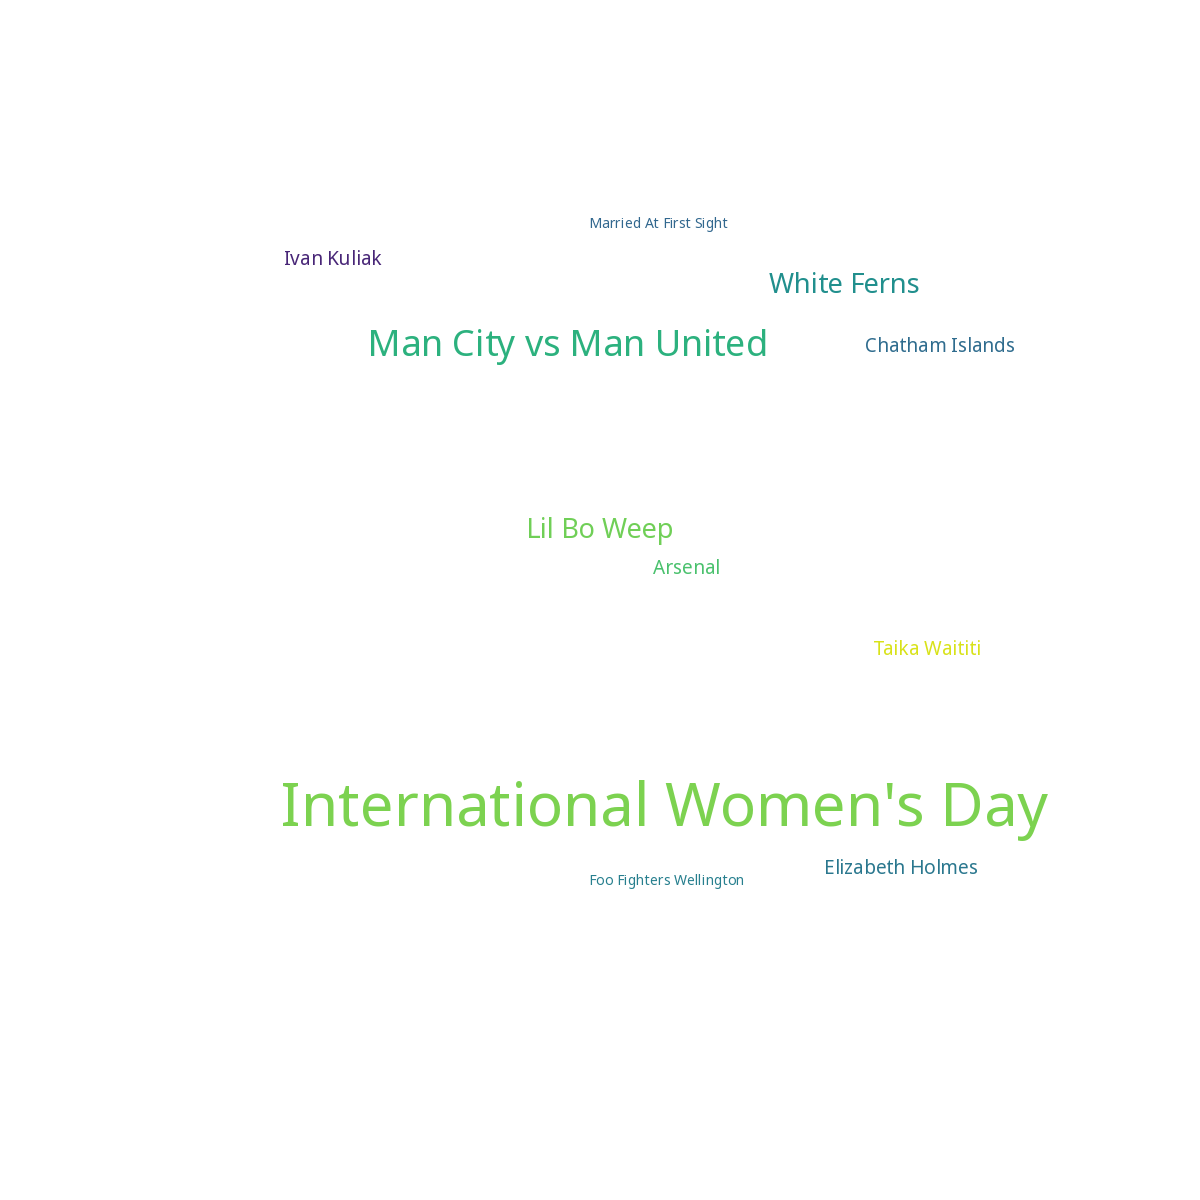 Married At First Sight
Ivan Kuliak
White Ferns
Man City vs Man United
Chatham Islands
Lil Bo Weep
Arsenal
Taika Waititi
International Women's Day
Elizabeth Holmes
Foo Fighters Wellington